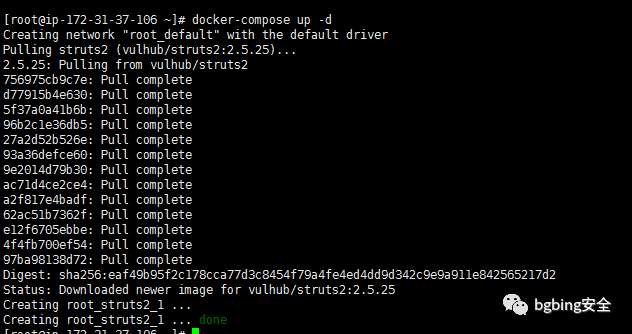 [root@ip-172-31-37-106 ~]# docker-compose up -d
Creating network "root_default" with the default driver
Pulling struts2 (vulhub/struts2:2.5.25)...
2.5.25: Pulling from vulhub/struts2
756975cb9c7e: Pull complete
d77915b4e630: Pull complete
5f37a0a41b6b: Pull complete
96b2c1e36db5: Pull complete
27a2d52b526e: Pull complete
93a36defce60: Pull complete
9e2014d79b30: Pull complete
ac71d4ce2ce4: Pull complete
a2f817e4badf: Pull complete
62ac51b7362f: Pull complete
e12f6705ebbe: Pull complete
4f4fb700ef54: Pull complete
97ba98138d72: Pull complete
Digest: sha256:eaf49b95f2c178cca77d3c8454f79a4fe4ed4dd9d342c9e9a911e842565217d2
Status: Downloaded newer image for vulhub/struts2:2.5.25
Creating root_struts2_1 ...
Creating root_struts2_1 ... done
[root@ip-172-31-37-106 ~]#
bgbing安全